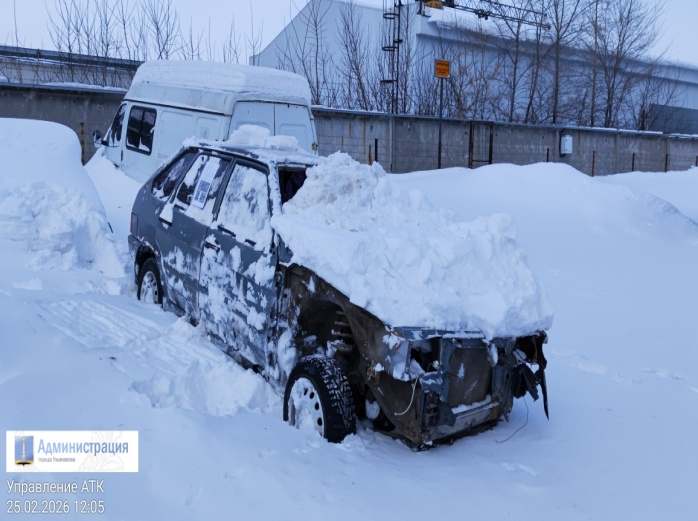 Администрация
города Ульяновска
Управление АТК
25.02.2026 12:05